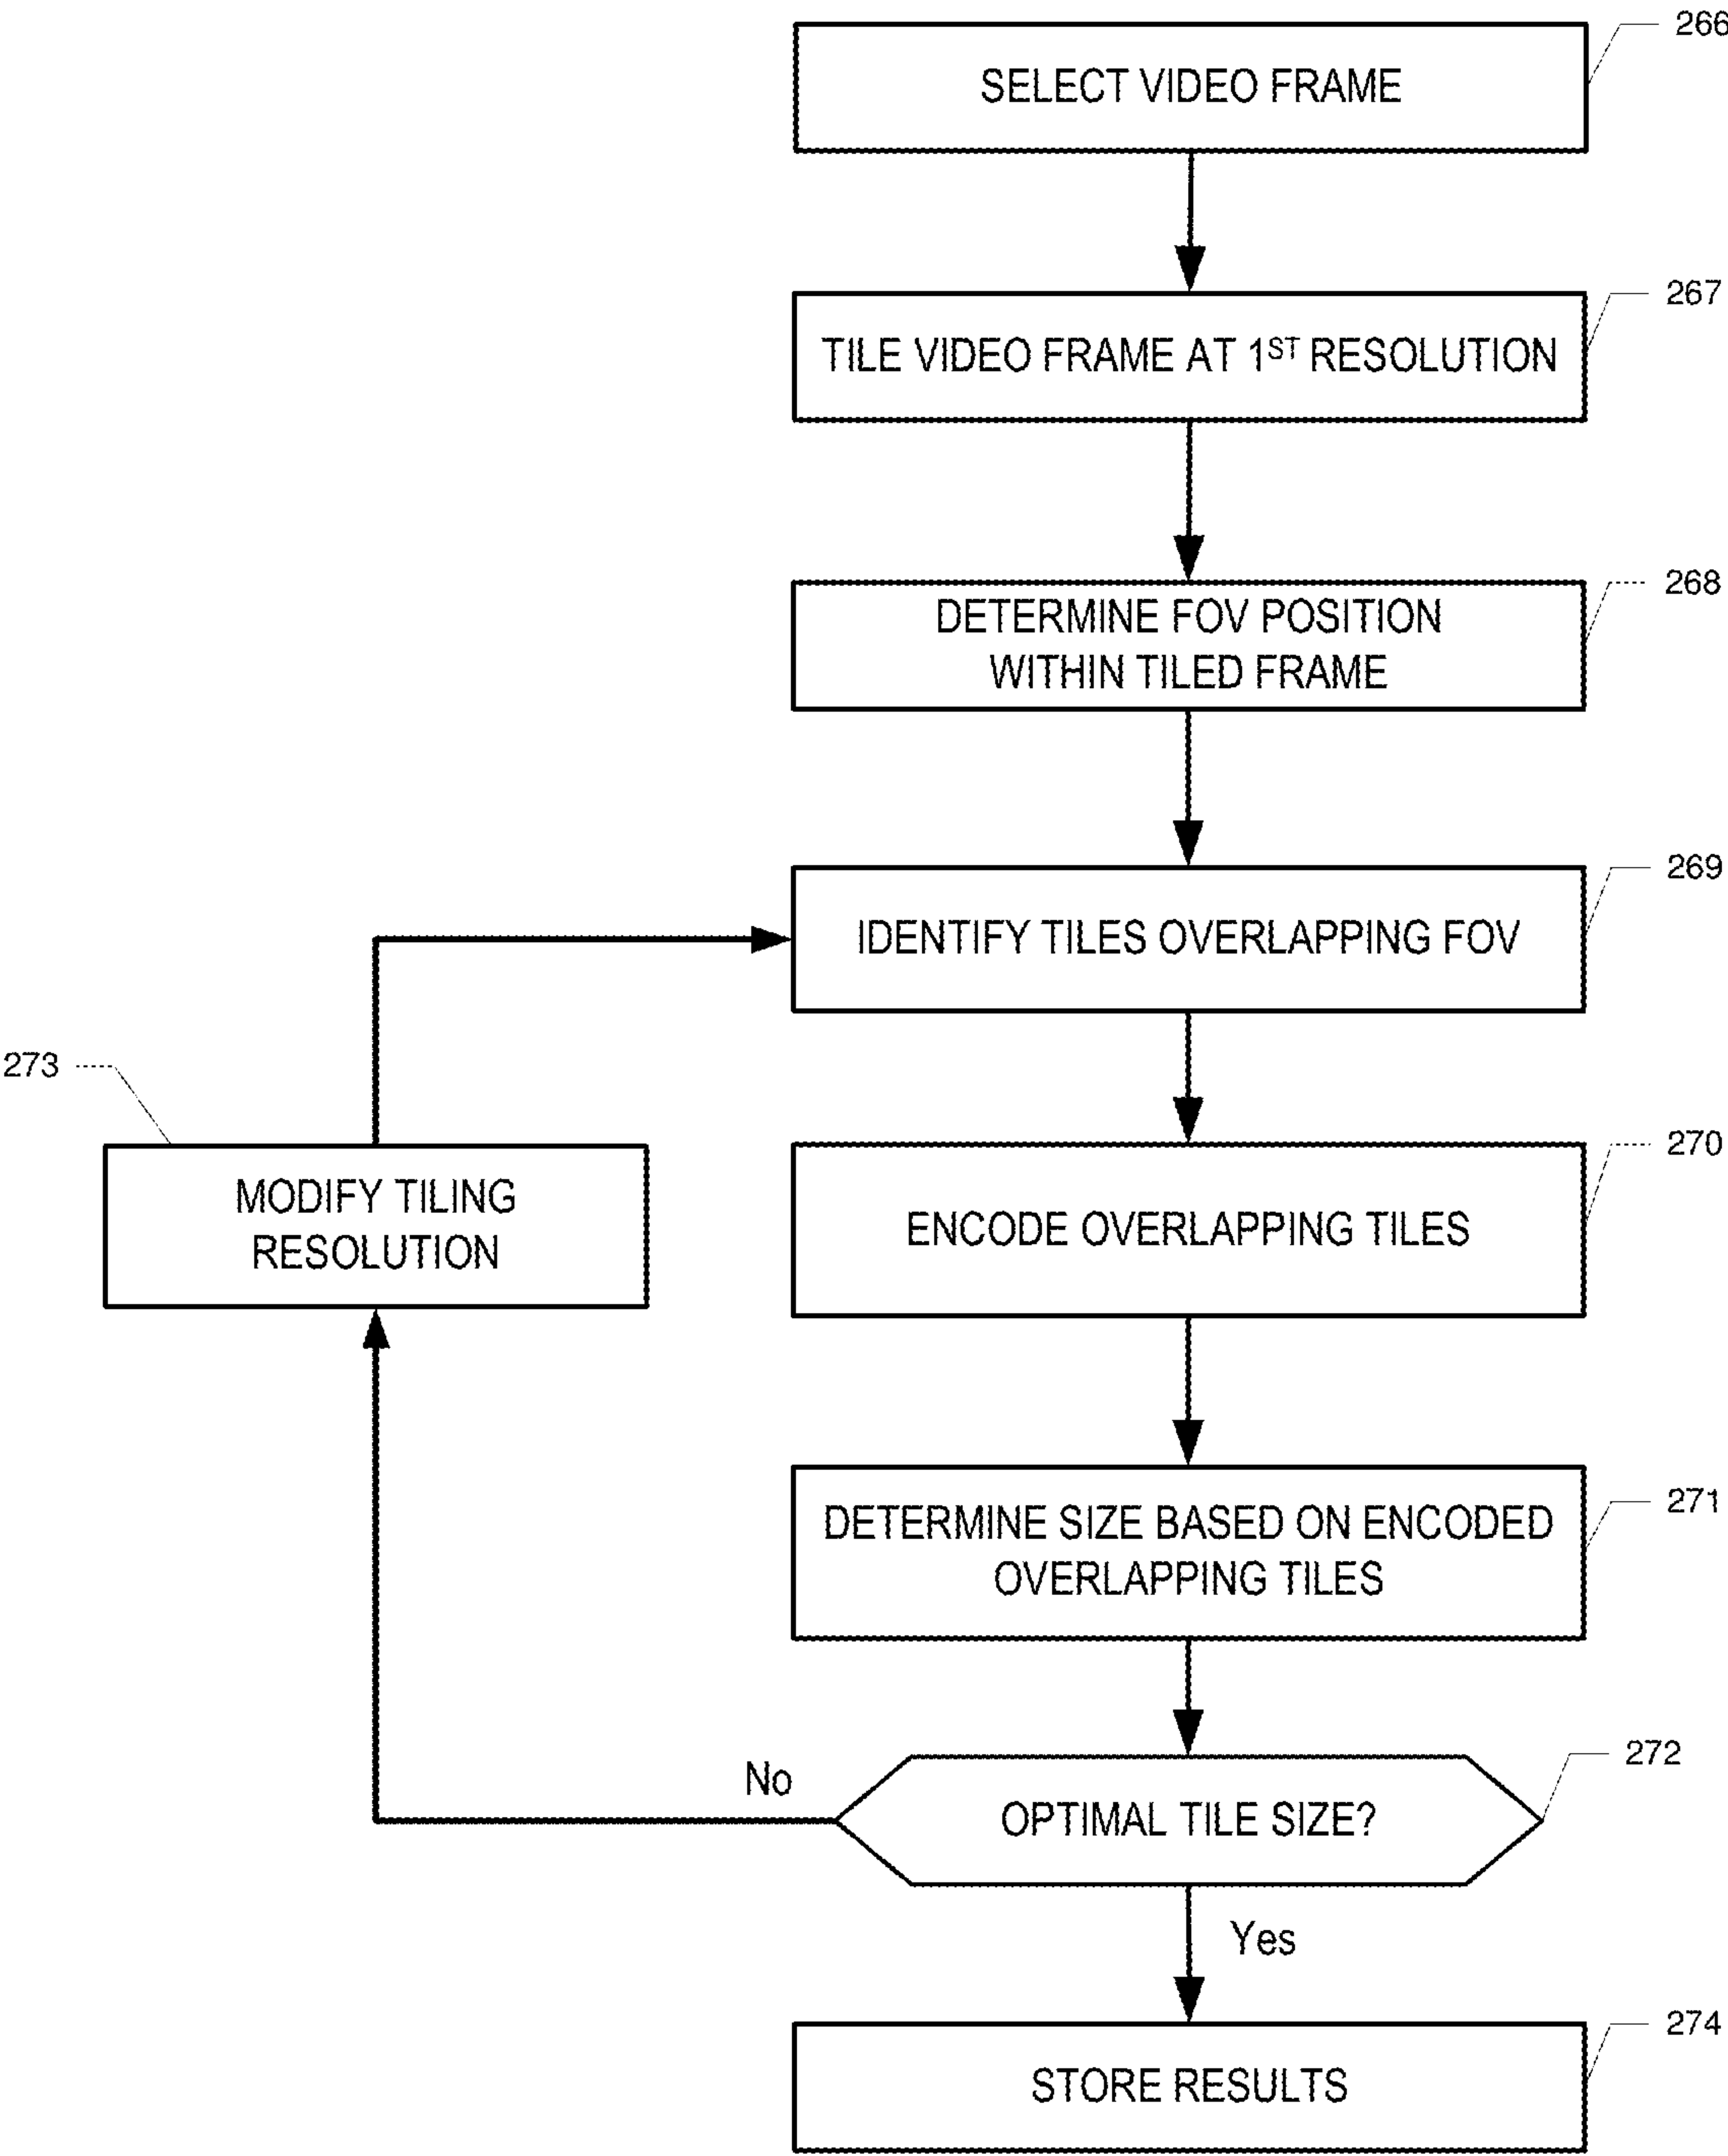 266
SELECT VIDEO FRAME
267
TILE VIDEO FRAME AT 1ST RESOLUTION
268
DETERMINE FOV POSITION
WITHIN TILED FRAME
269
IDENTIFY TILES OVERLAPPING FOV
273
MODIFY TILING
RESOLUTION
270
ENCODE OVERLAPPING TILES
271
DETERMINE SIZE BASED ON ENCODED
OVERLAPPING TILES
272
No
OPTIMAL TILE SIZE?
Yes
274
STORE RESULTS